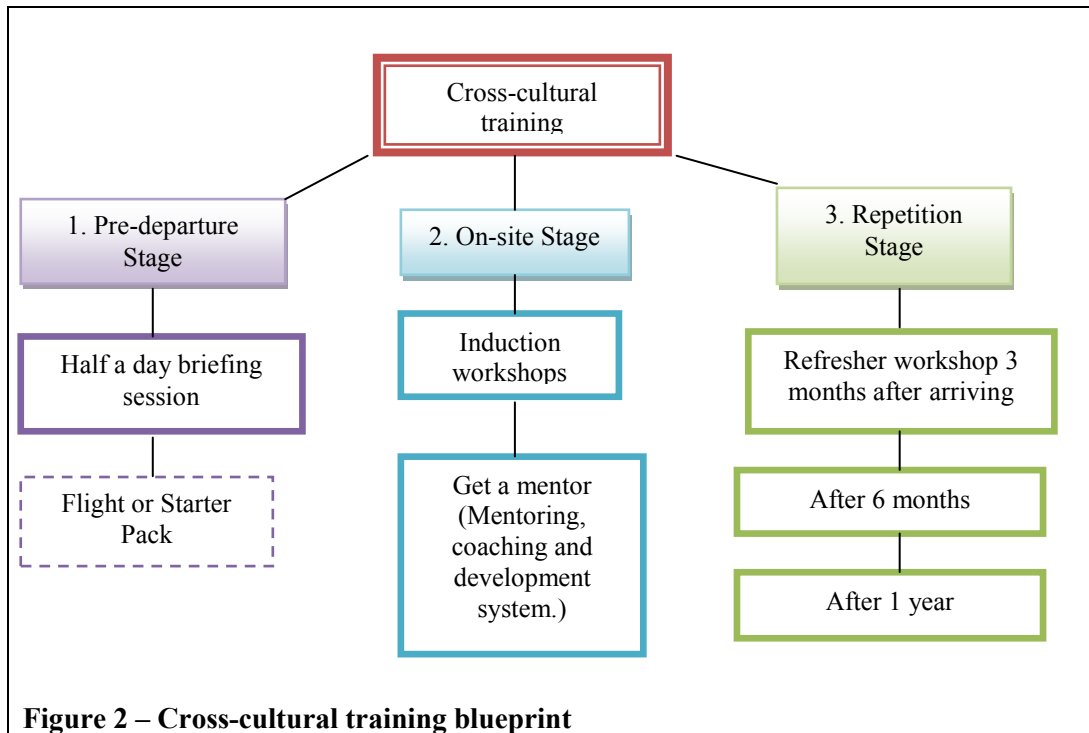 Cross-cultural
training
1. Pre-departure
Stage
Half a day briefing
session
Flight or Starter
Pack
2. On-site Stage
Induction
workshops
Get a mentor
(Mentoring,
coaching and
development
system.)
3. Repetition
Stage
Refresher workshop 3
months after arriving
After 6 months
After 1 year
Figure 2 – Cross-cultural training blueprint